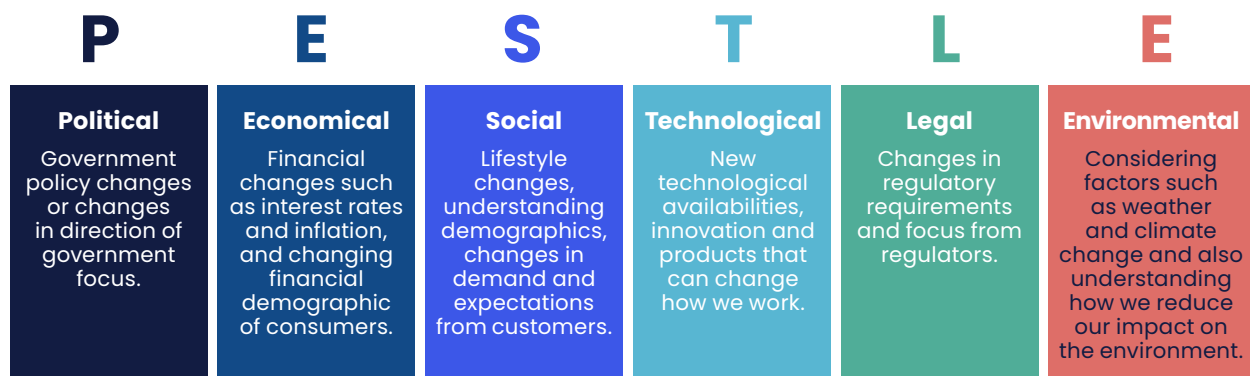 P E S T L E
Political
Government
policy changes
or changes
in direction of
government
focus.
Economical
Financial
changes such
as interest rates
and inflation,
and changing
financial
demographic
of consumers.
Social
Lifestyle
changes,
understanding
demographics,
changes in
demand and
expectations
from customers.
Technological
New
technological
availabilities,
innovation and
products that
can change
how we work.
Legal
Changes in
regulatory
requirements
and focus from
regulators.
Environmental
Considering
factors such
as weather
and climate
change and also
understanding
how we reduce
our impact on
the environment.